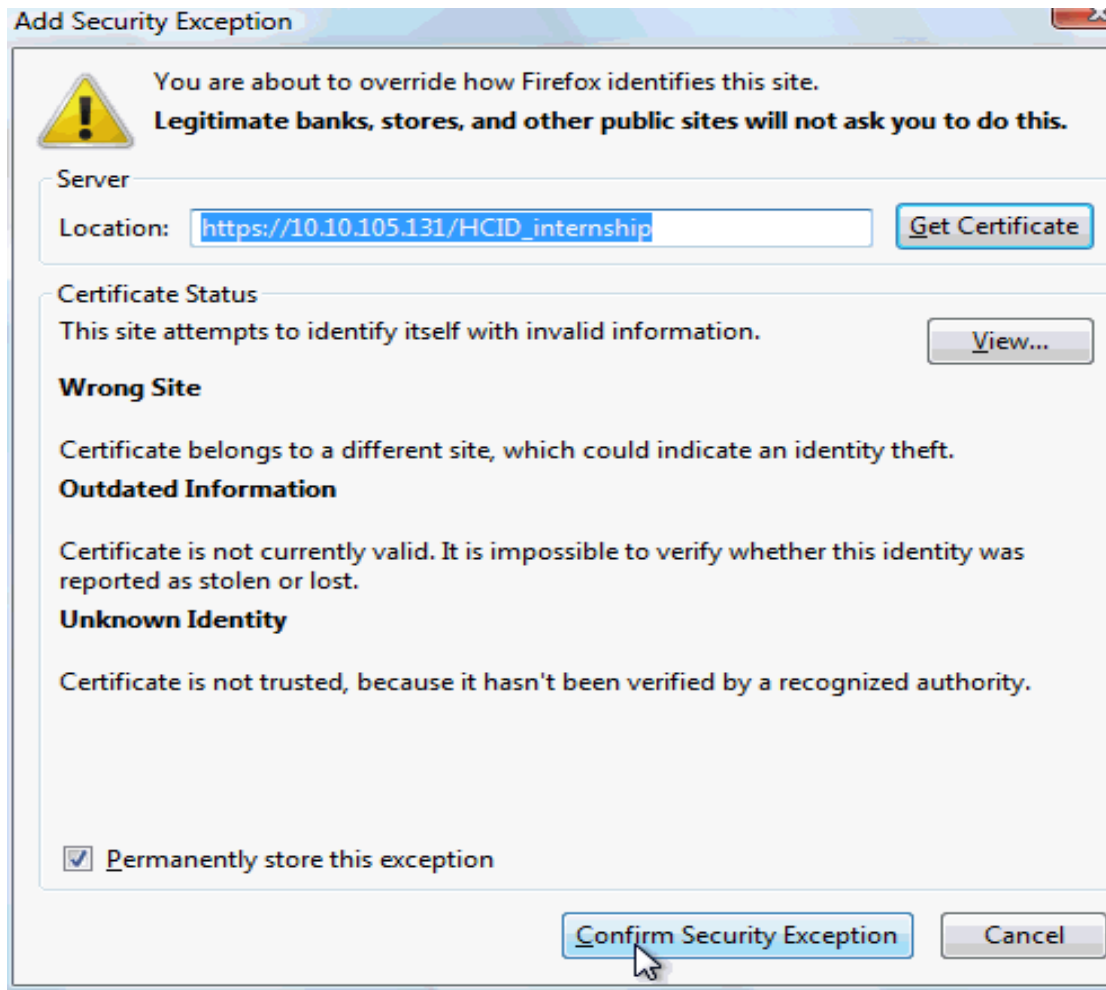 Add Security Exception
You are about to override how Firefox identifies this site.
Legitimate banks, stores, and other public sites will not ask you to do this.
Server
Location: https://10.10.105.131/HCID_internship Get Certificate
Certificate Status
This site attempts to identify itself with invalid information.
View...
Wrong Site
Certificate belongs to a different site, which could indicate an identity theft.
Outdated Information
Certificate is not currently valid. It is impossible to verify whether this identity was
reported as stolen or lost.
Unknown Identity
Certificate is not trusted, because it hasn't been verified by a recognized authority.
Permanently store this exception
Confirm Security Exception Cancel